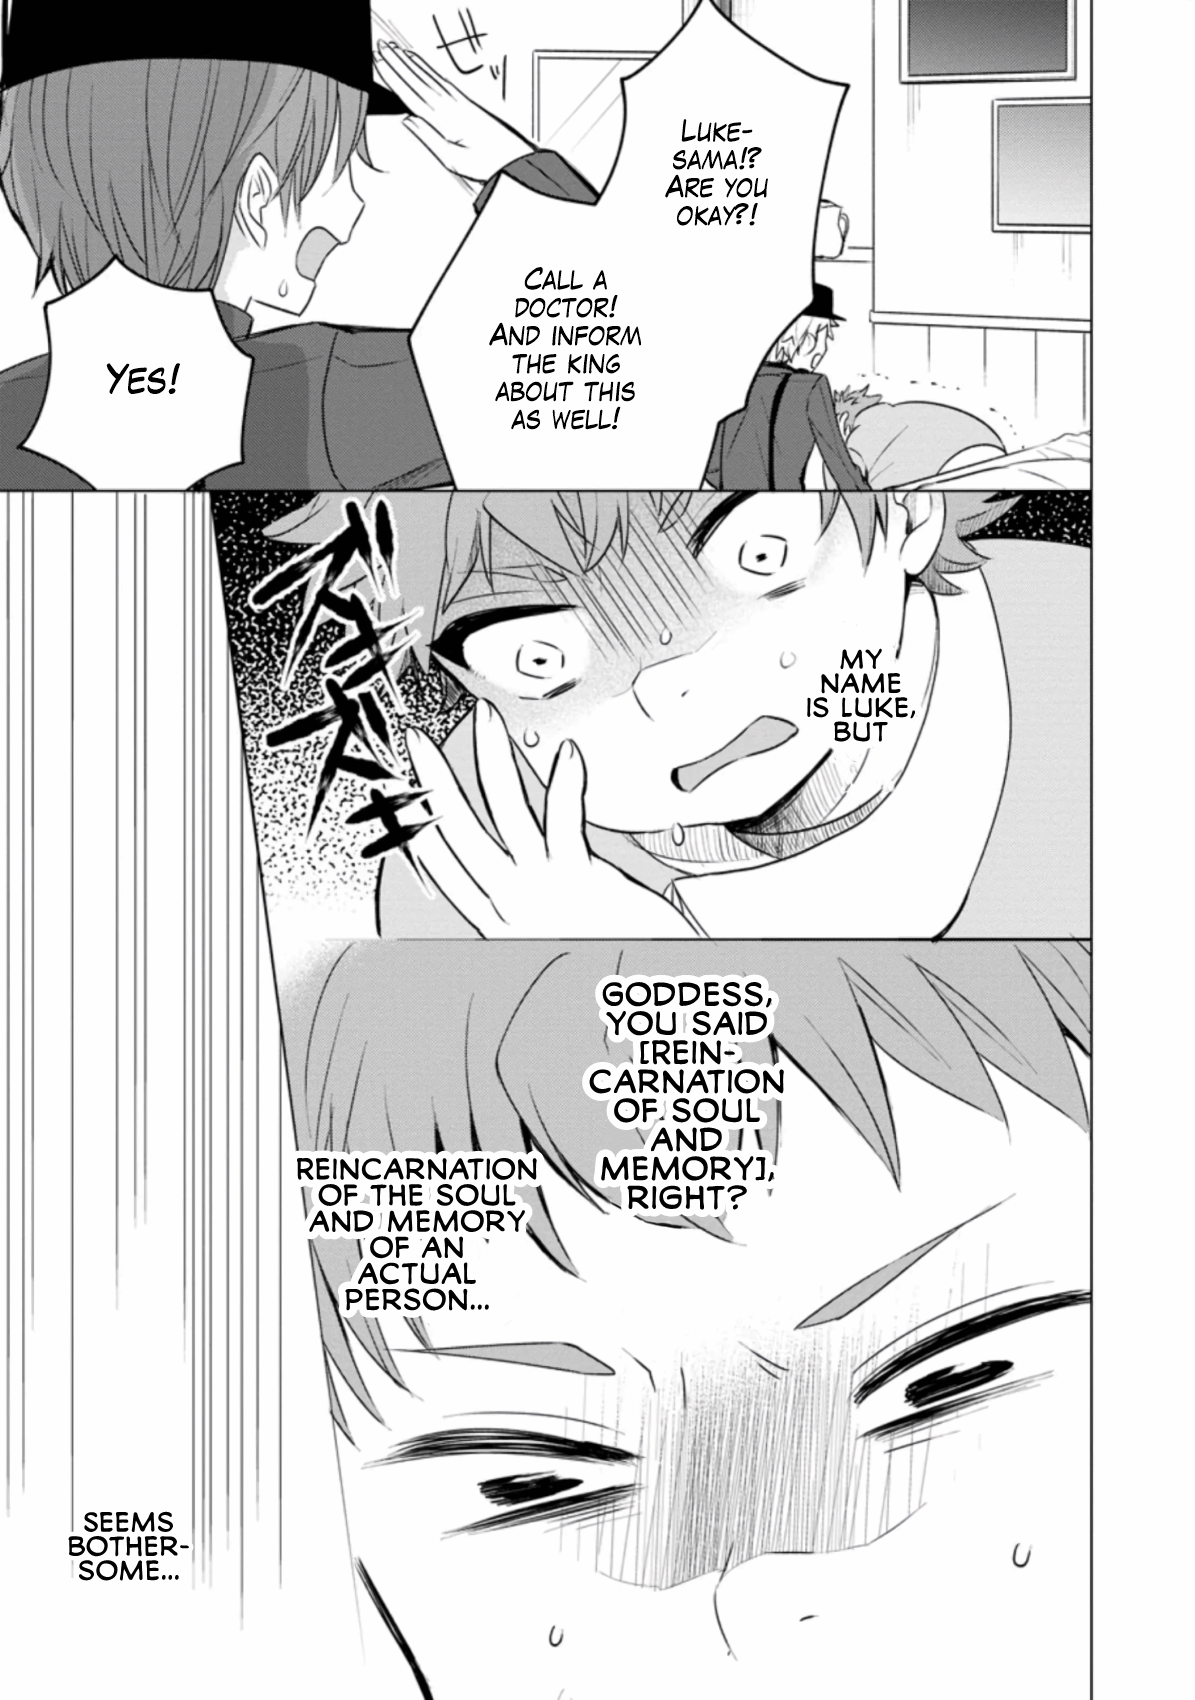 LUKE-
SAMA!?
ARE YOU
OKAY?!
CALL A
DOCTOR!
AND INFORM
THE KING
ABOUT THIS
AS WELL!
ビッ
YES!
MY
NAME
IS LUKE,
BUT
GODDESS,
YOU SAID
[REIN-
CARNATION
OF SOUL
AND
MEMORY],
RIGHT?
REINCARNATION
OF THE SOUL
AND MEMORY
OF AN
ACTUAL
PERSON...
SEEMS
BOTHER-
SOME...